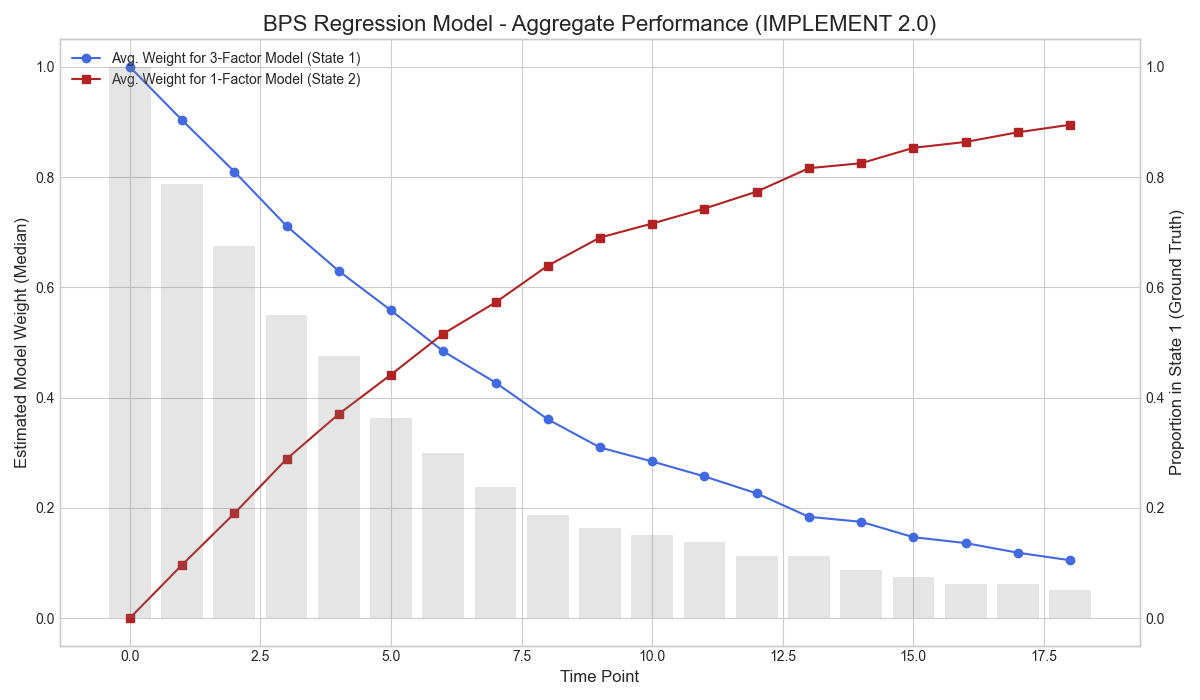 BPS Regression Model - Aggregate Performance (IMPLEMENT 2.0)
Avg. Weight for 3-Factor Model (State 1)
Avg. Weight for 1-Factor Model (State 2)
Estimated Model Weight (Median)
1.0
0.8
0.6
0.4
0.2
0.0
1.0
0.8
0.6
0.4
0.2
0.0
Proportion in State 1 (Ground Truth)
0.0 2.5 5.0 7.5 10.0 12.5 15.0 17.5
Time Point